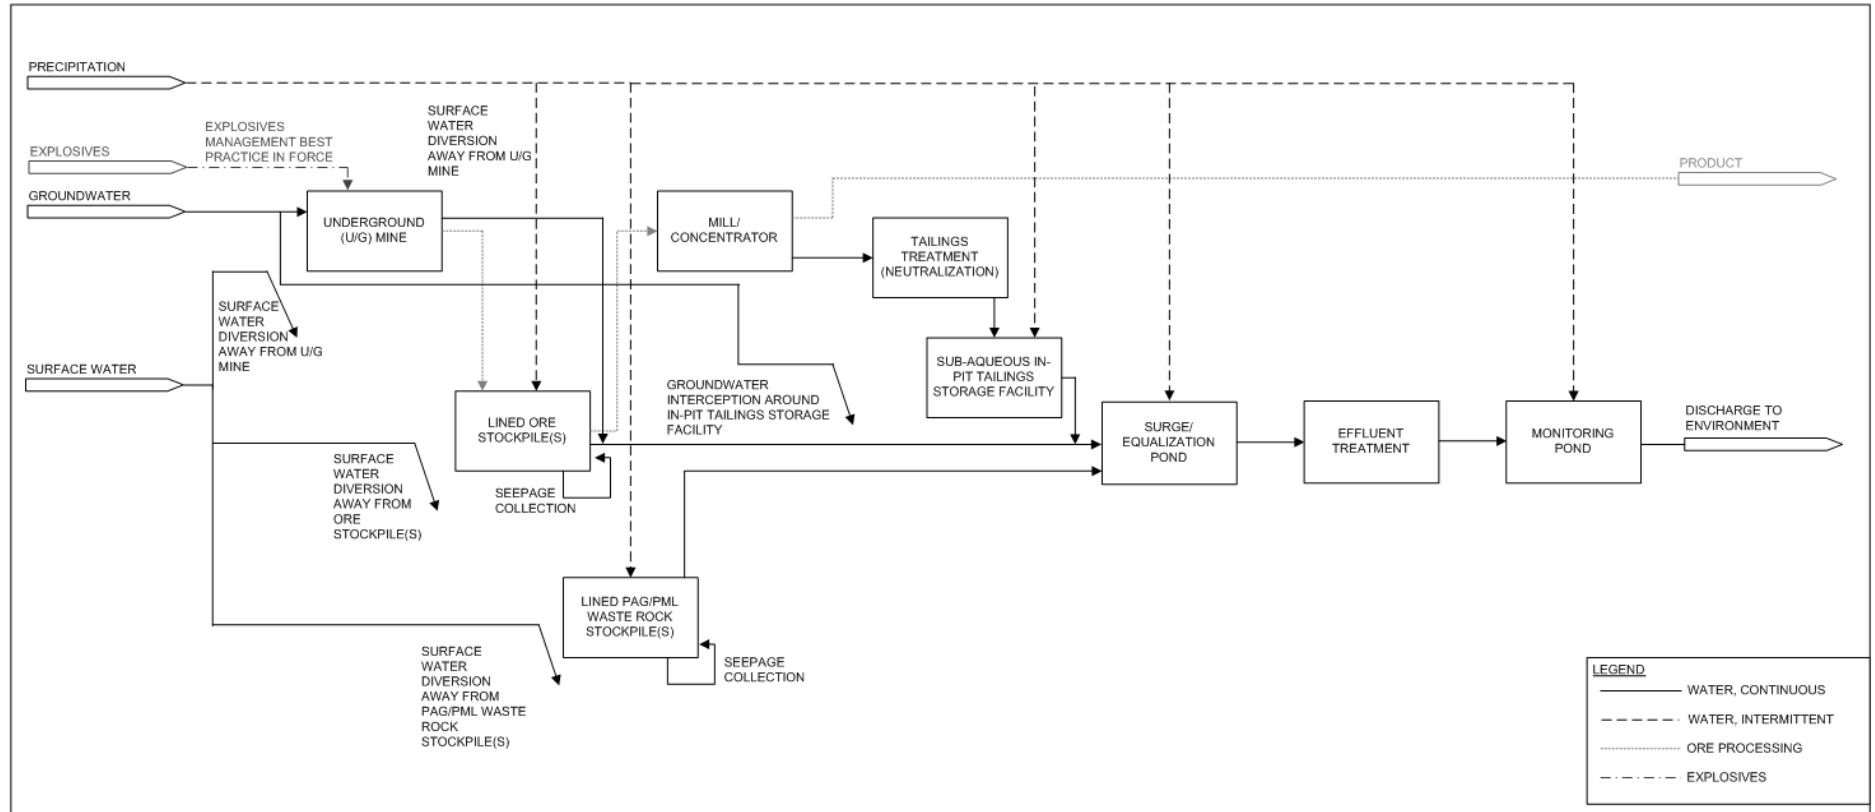 PRECIPITATION
SURFACE
WATER
DIVERSION
AWAY FROM U/G
MINE
EXPLOSIVES
MANAGEMENT BEST
PRACTICE IN FORCE
EXPLOSIVES
PRODUCT
GROUNDWATER
UNDERGROUND
(U/G) MINE
MILL/
CONCENTRATOR
TAILINGS
TREATMENT
(NEUTRALIZATION)
SURFACE
WATER
DIVERSION
AWAY FROM U/G
MINE
SURFACE WATER
SUB-AQUEOUS IN-
PIT TAILINGS
STORAGE FACILITY
GROUNDWATER
INTERCEPTION AROUND
IN-PIT TAILINGS STORAGE
FACILITY
LINED ORE
STOCKPILE(S)
SURGE/
EQUALIZATION
POND
EFFLUENT
TREATMENT
MONITORING
POND
DISCHARGE TO
ENVIRONMENT
SURFACE
WATER
DIVERSION
AWAY FROM
ORE
STOCKPILE(S)
SEEPAGE
COLLECTION
LINED PAG/PML
WASTE ROCK
STOCKPILE(S)
SURFACE
WATER
DIVERSION
AWAY FROM
PAG/PML WASTE
ROCK
STOCKPILE(S)
SEEPAGE
COLLECTION
LEGEND
WATER, CONTINUOUS
WATER, INTERMITTENT
ORE PROCESSING
EXPLOSIVES